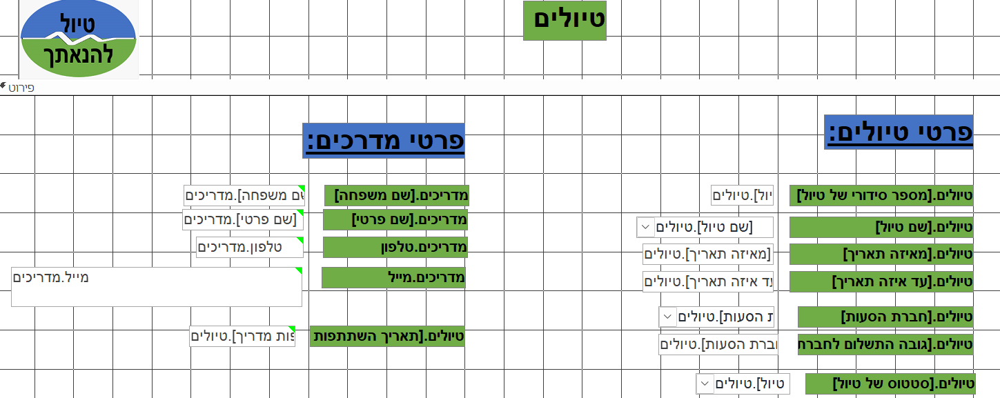 טיולים
טיול
להנאתך
פירוט
פרטי טיולים:
טיולים.[מספר סידורי של טיול]
יול].טיולים
טיולים.[שם טיול]
[שם טיול].טיולים
טיולים.[מאיזה תאריך]
[מאיזה תאריך].טיולים
טיולים.[עד איזה תאריך]
עד איזה תאריך].טיולים
טיולים.[חברת הסעות]
ת הסעות].טיולים
טיולים.[גובה התשלום לחברת
וברת הסעות].טיולים
טיולים.[סטטוס של טיול]
טיול].טיולים
פרטי מדרכים:
מדריכים.[שם משפחה]
שם משפחה].מדריכים
מדריכים.[שם פרטי]
[שם פרטי].מדריכים
מדריכים.טלפון
טלפון.מדריכים
מדריכים.מייל
מייל.מדריכים
טיולים.[תאריך השתתפות
פות מדריך].טיולים